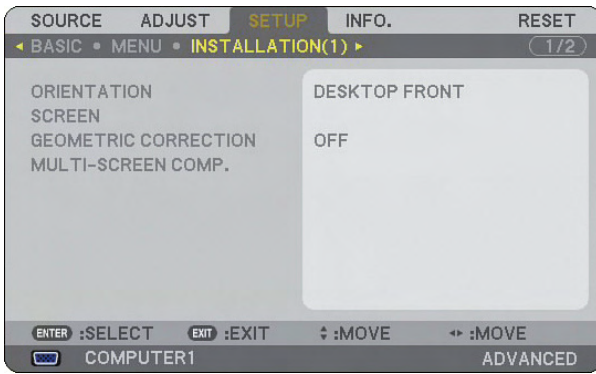 SOURCE ADJUST SETUP INFO. RESET
BASIC • MENU • INSTALLATION(1) 1/2
ORIENTATION DESKTOP FRONT
SCREEN
GEOMETRIC CORRECTION OFF
MULTI-SCREEN COMP.
ENTER :SELECT EXIT :EXIT :MOVE :MOVE
COMPUTER1 ADVANCED